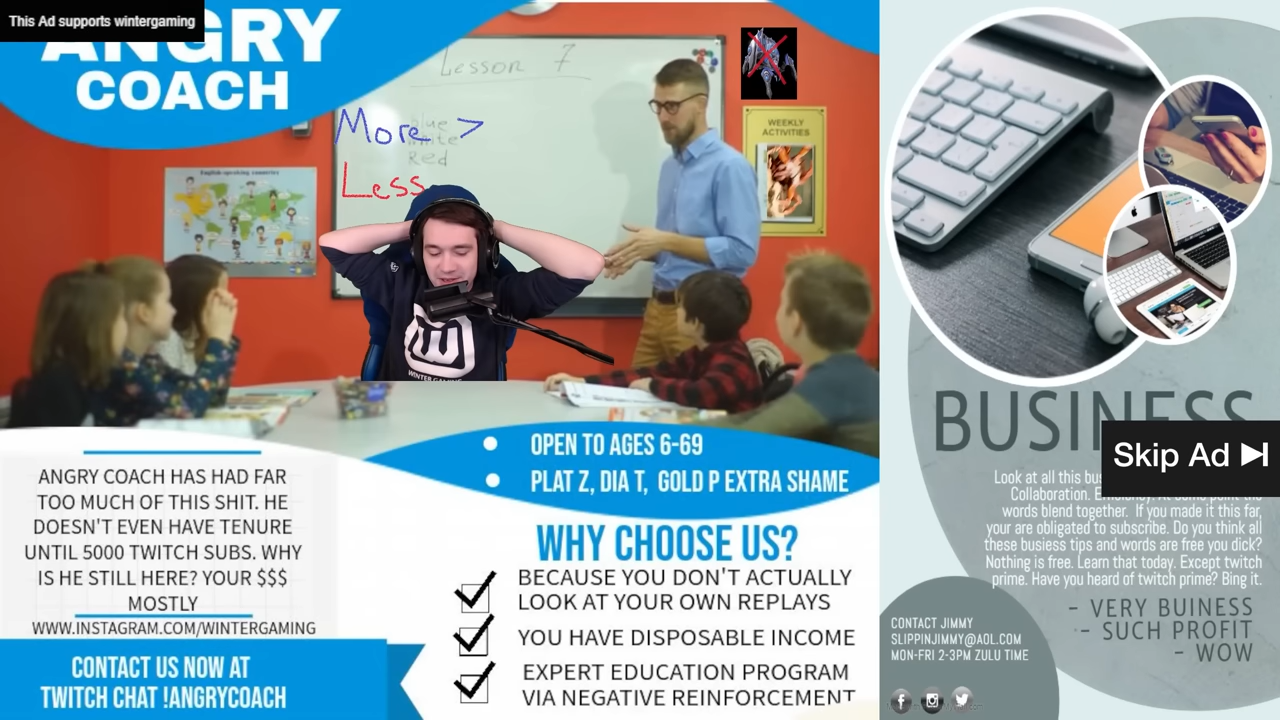 This Ad supports wintergaming
ANGRY
COACH
Lesson 7
More >
Less
Red
English-speaking countries
WEEKLY
ACTIVITIES
WINTER GAMING
OPEN TO AGES 6-69
PLAT Z, DIA T, GOLD P EXTRA SHAME
ANGRY COACH HAS HAD FAR
TOO MUCH OF THIS SHIT. HE
DOESN'T EVEN HAVE TENURE
UNTIL 5000 TWITCH SUBS. WHY
IS HE STILL HERE? YOUR $$$
MOSTLY
WWW.INSTAGRAM.COM/WINTERGAMING
CONTACT US NOW AT
TWITCH CHAT !ANGRYCOACH
WHY CHOOSE US?
BECAUSE YOU DON'T ACTUALLY
LOOK AT YOUR OWN REPLAYS
YOU HAVE DISPOSABLE INCOME
EXPERT EDUCATION PROGRAM
VIA NEGATIVE REINFORCEMENT
BUSINESS
Skip Ad
Look at all this
Collaboration.
words blend together. If you made it this far,
your are obligated to subscribe. Do you think all
these busiess tips and words are free you dick?
Nothing is free. Learn that today. Except twitch
prime. Have you heard of twitch prime? Bing it.
- VERY BUINESS
- SUCH PROFIT
- WOW
CONTACT JIMMY
SLIPPINJIMMY@AOL.COM
MON-FRI 2-3PM ZULU TIME